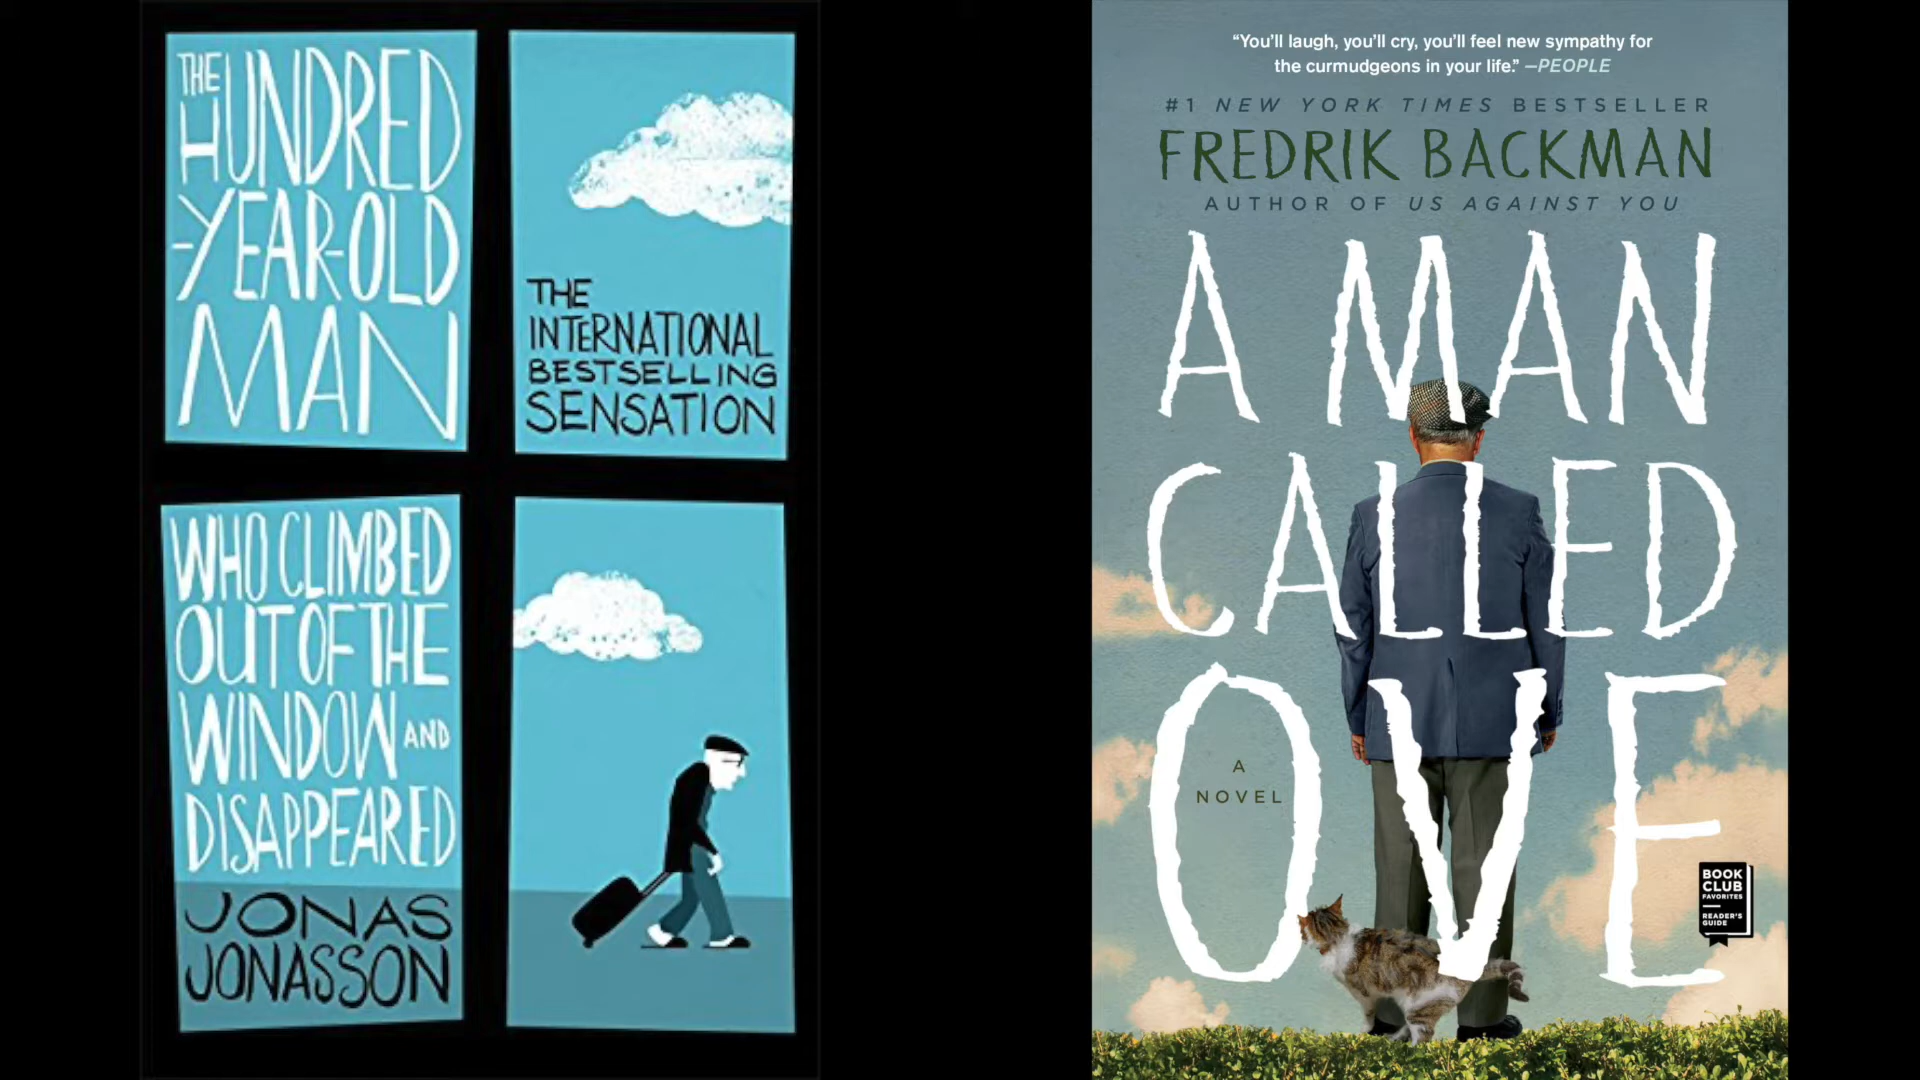 THE
HUNDRED
-YEAR-OLD
MAN
THE
INTERNATIONAL
BESTSELLING
SENSATION
WHO CLIMBED
OUT OF THE
WINDOW AND
DISAPPEARED
JONAS
JONASSON
“You’ll laugh, you’ll cry, you’ll feel new sympathy for
the curmudgeons in your life.” —PEOPLE
#1 NEW YORK TIMES BESTSELLER
FREDRIK BACKMAN
AUTHOR OF US AGAINST YOU
A MAN
CALLED
OVE
A
NOVEL
BOOK
CLUB
FAVORITES
READER'S
GUIDE